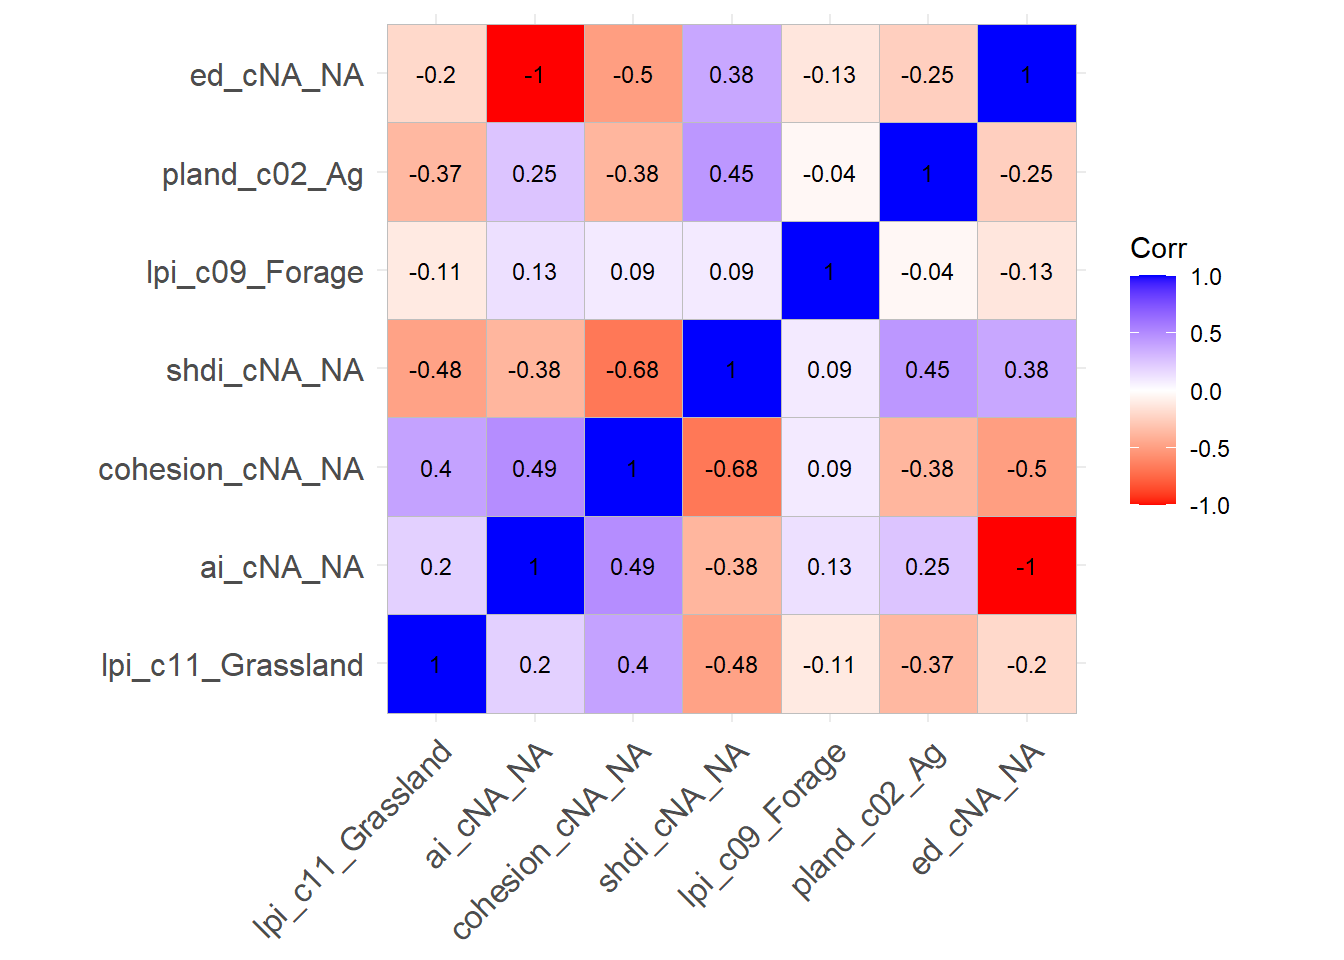 ed_cNA_NA -0.2 -1 -0.5 0.38 -0.13 -0.25 1
pland_c02_Ag -0.37 0.25 -0.38 0.45 -0.04 1 -0.25
lpi_c09_Forage -0.11 0.13 0.09 0.09 1 -0.04 -0.13
shdi_cNA_NA -0.48 -0.38 -0.68 1 0.09 0.45 0.38
cohesion_cNA_NA 0.4 0.49 1 -0.68 0.09 -0.38 -0.5
ai_cNA_NA 0.2 1 0.49 -0.38 0.13 0.25 -1
lpi_c11_Grassland 1 0.2 0.4 -0.48 -0.11 -0.37 -0.2
lpi_c11_Grassland
ai_cNA_NA
cohesion_cNA_NA
shdi_cNA_NA
lpi_c09_Forage
pland_c02_Ag
ed_cNA_NA
Corr
1.0
0.5
0.0
-0.5
-1.0